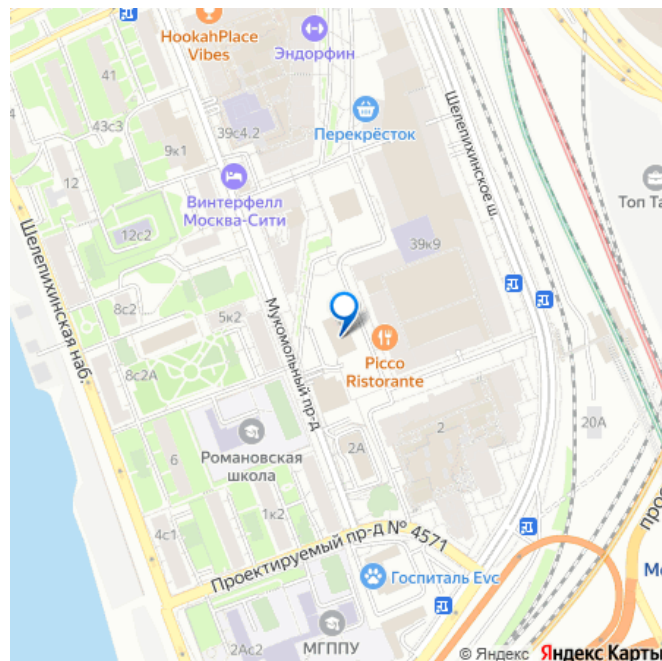 HookahPlace
Vibes
Эндорфин
41
4
43с3
39с4.2
Перекрёсток
9к1
Шелепихинское ш.
12
Винтерфелл
Москва-Сити
Топ Та
12с2
39к9
Шелепихинская наб.
8с2
5к2
Мукомольный пр-д
Picco
Ristorante
8с2А
20А
2
2А
Романовская
школа
6
про
1к2
4с1
Проектируемый пр-д № 4571
Госпиталь Evc
М
МГППУ
2Ас2
© Яндекс Яндекс Карты